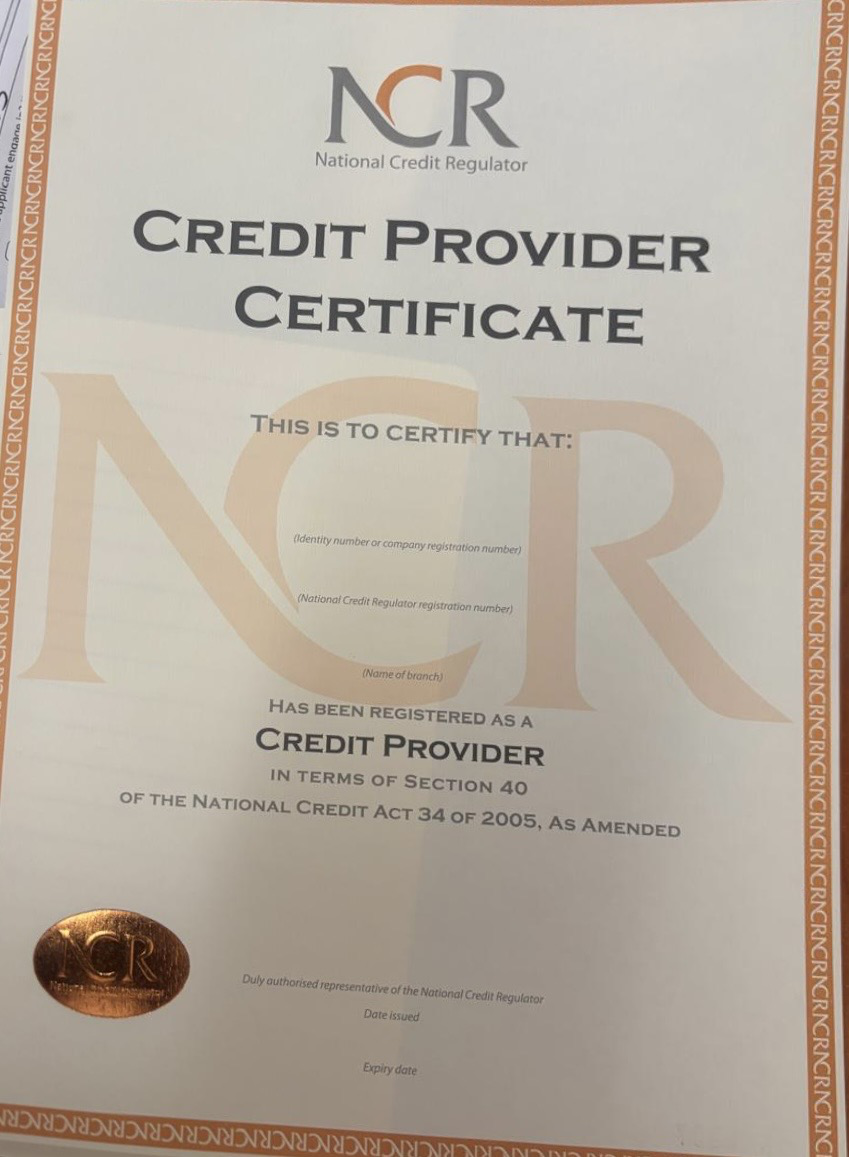 NCR
National Credit Regulator
CREDIT PROVIDER
CERTIFICATE
THIS IS TO CERTIFY THAT:
(Identity number or company registration number)
(National Credit Regulator registration number)
(Name of branch)
HAS BEEN REGISTERED AS A
CREDIT PROVIDER
IN TERMS OF SECTION 40
OF THE NATIONAL CREDIT ACT 34 OF 2005, AS AMENDED
NCR
National Credit Regulator
Duly authorised representative of the National Credit Regulator
Date issued
Expiry date